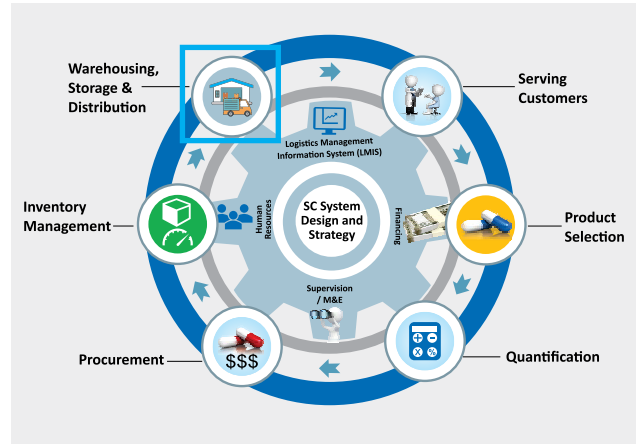 Warehousing,
Storage &
Distribution
Serving
Customers
Logistics Management
Information System (LMIS)
Inventory
Management
Human
Resources
SC System
Design and
Strategy
Financing
Product
Selection
Supervision
/ M&E
Procurement
$$$
Quantification
+ −
x %